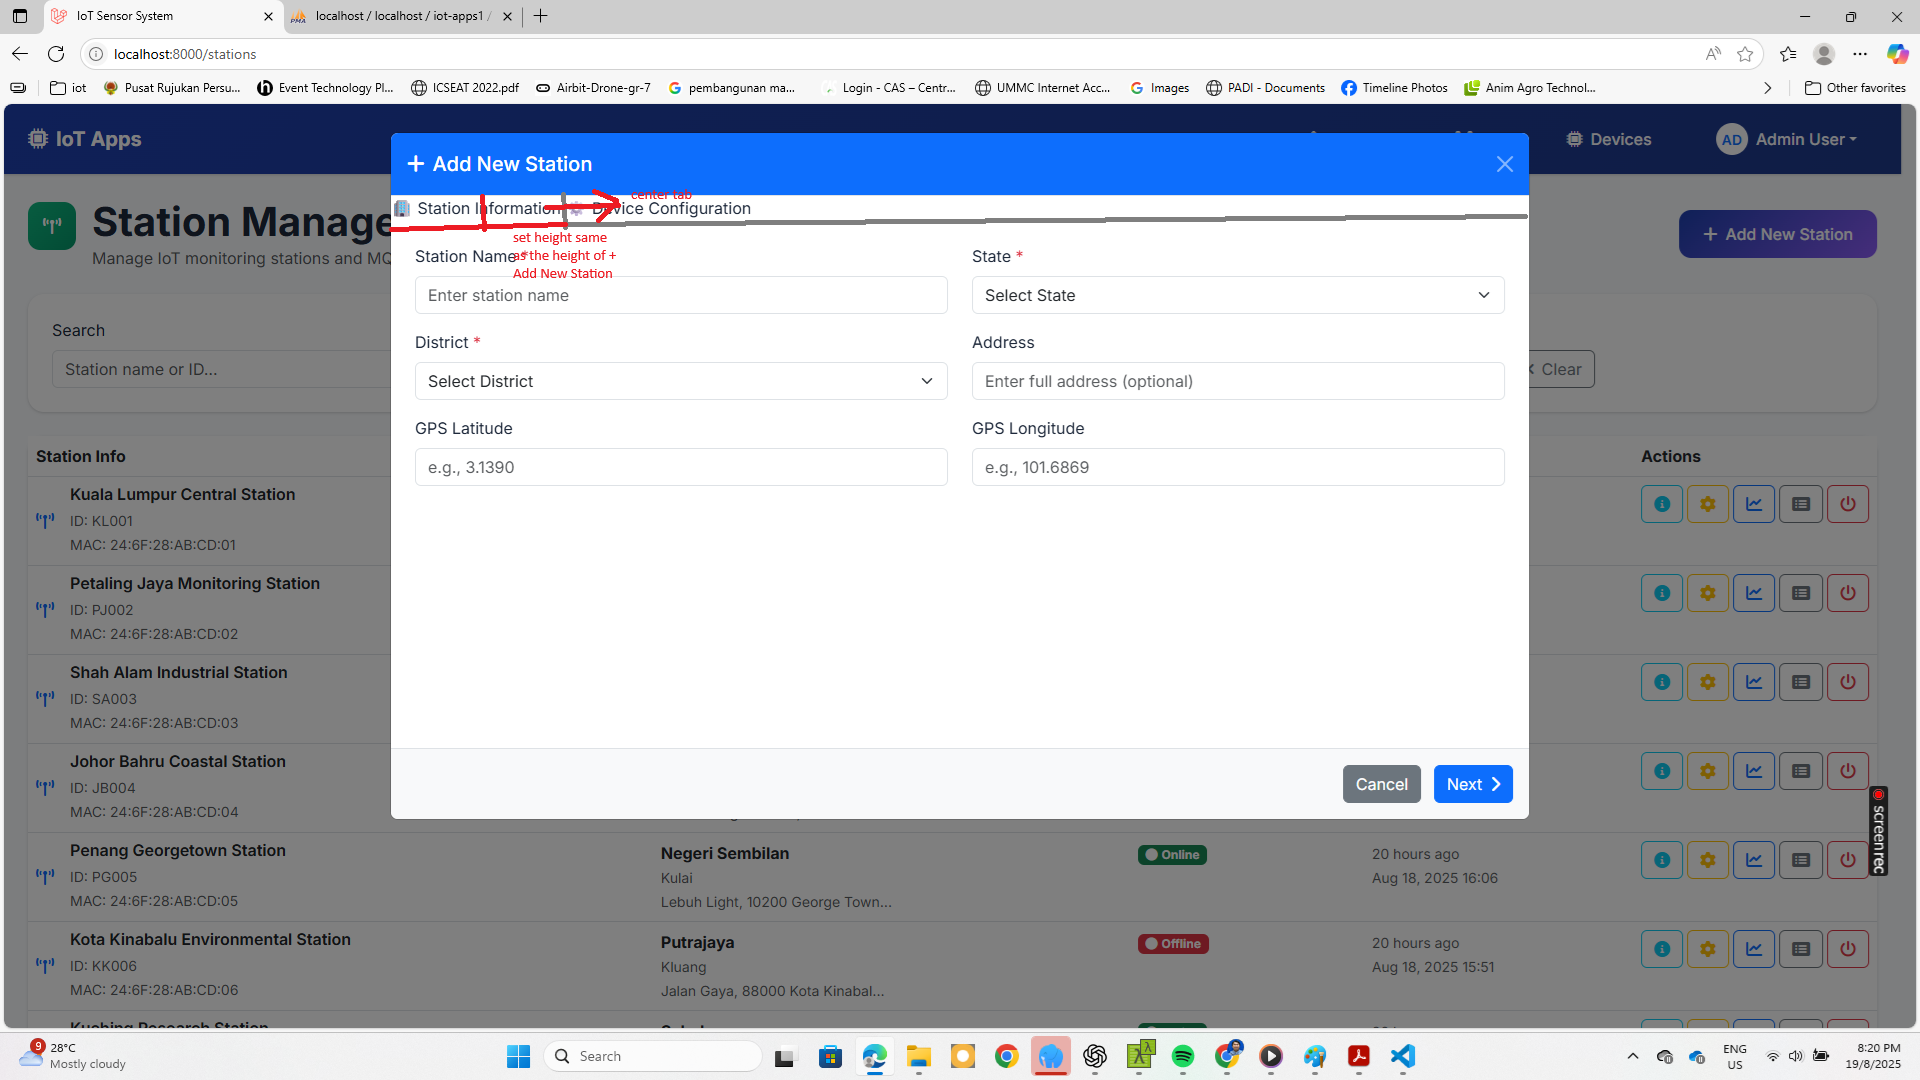 IoT Sensor System
localhost / localhost / iot-apps1 /
localhost:8000/stations
iot
Pusat Rujukan Persu...
Event Technology Pl...
ICSEAT 2022.pdf
Airbit-Drone-gr-7
pembangunan ma...
Login - CAS – Centr...
UMMC Internet Acc...
Images
PADI - Documents
Timeline Photos
Anim Agro Technol...
Other favorites
IoT Apps
Devices
AD
Admin User
Add New Station
center tab
Station Information
Device Configuration
Station Manage
Manage IoT monitoring stations and MQ
Add New Station
set height same
as the height of +
Add New Station
Station Name *
State *
Enter station name
Select State
Search
Station name or ID...
Clear
District *
Address
Select District
Enter full address (optional)
GPS Latitude
GPS Longitude
e.g., 3.1390
e.g., 101.6869
Station Info
Actions
Kuala Lumpur Central Station
ID: KL001
MAC: 24:6F:28:AB:CD:01
Petaling Jaya Monitoring Station
ID: PJ002
MAC: 24:6F:28:AB:CD:02
Shah Alam Industrial Station
ID: SA003
MAC: 24:6F:28:AB:CD:03
Johor Bahru Coastal Station
ID: JB004
MAC: 24:6F:28:AB:CD:04
Cancel
Next
Penang Georgetown Station
ID: PG005
MAC: 24:6F:28:AB:CD:05
Negeri Sembilan
Kulai
Lebuh Light, 10200 George Town...
Online
20 hours ago
Aug 18, 2025 16:06
Kota Kinabalu Environmental Station
ID: KK006
MAC: 24:6F:28:AB:CD:06
Putrajaya
Kluang
Jalan Gaya, 88000 Kota Kinabal...
Offline
20 hours ago
Aug 18, 2025 15:51
Kuching Research Station
screenrec
9
28°C
Mostly cloudy
Search
ENG
US
8:20 PM
19/8/2025